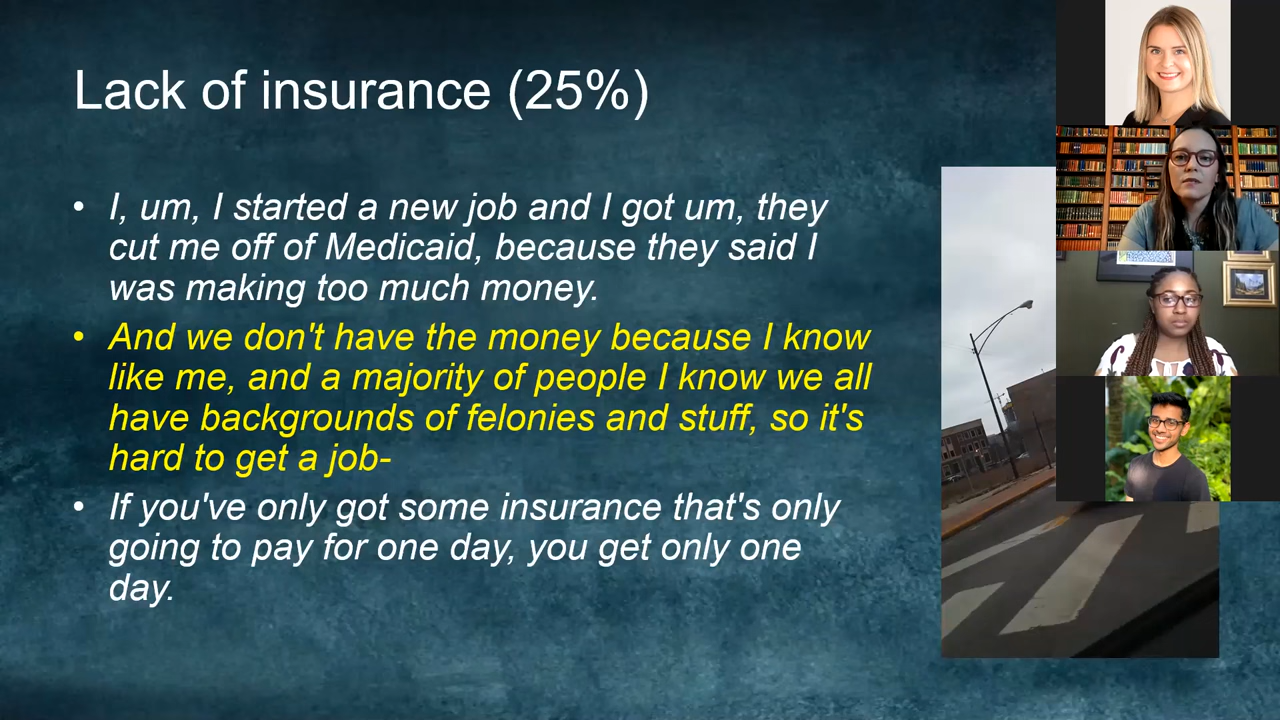 Lack of insurance (25%)
• I, um, I started a new job and I got um, they
cut me off of Medicaid, because they said I
was making too much money.
• And we don't have the money because I know
like me, and a majority of people I know we all
have backgrounds of felonies and stuff, so it's
hard to get a job-
• If you've only got some insurance that's only
going to pay for one day, you get only one
day.